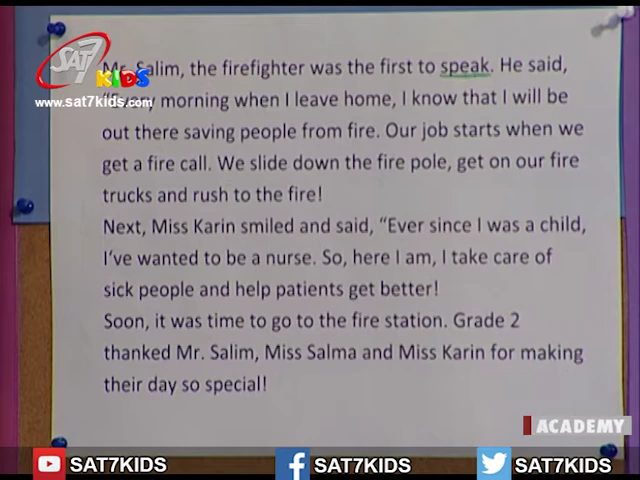 SAT7
KIDS
www.sat7kids.com
Mr. Salim, the firefighter was the first to speak. He said,
"Every morning when I leave home, I know that I will be
out there saving people from fire. Our job starts when we
get a fire call. We slide down the fire pole, get on our fire
trucks and rush to the fire!
Next, Miss Karin smiled and said, "Ever since I was a child,
I've wanted to be a nurse. So, here I am, I take care of
sick people and help patients get better!
Soon, it was time to go to the fire station. Grade 2
thanked Mr. Salim, Miss Salma and Miss Karin for making
their day so special!
ACADEMY
SAT7KIDS SAT7KIDS SAT7KIDS